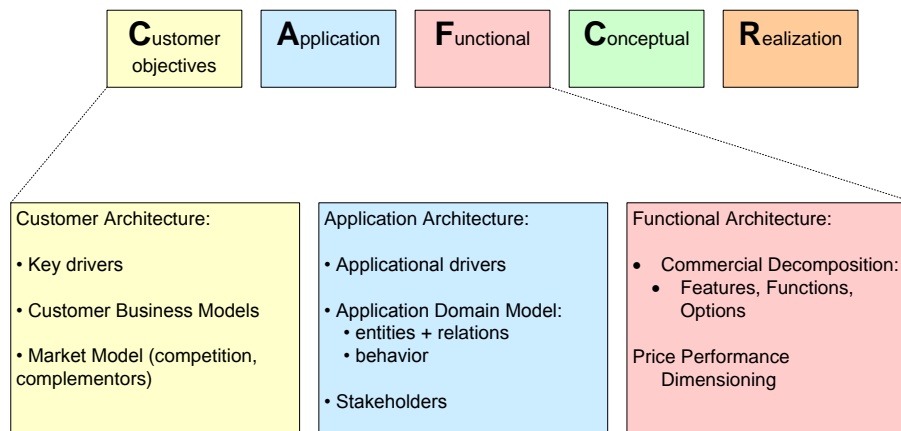 Customer
objectives
Application
Functional
Conceptual
Realization
Customer Architecture:
• Key drivers
• Customer Business Models
• Market Model (competition,
complementors)
Application Architecture:
• Applicational drivers
• Application Domain Model:
• entities + relations
• behavior
• Stakeholders
Functional Architecture:
• Commercial Decomposition:
• Features, Functions,
Options
Price Performance
Dimensioning